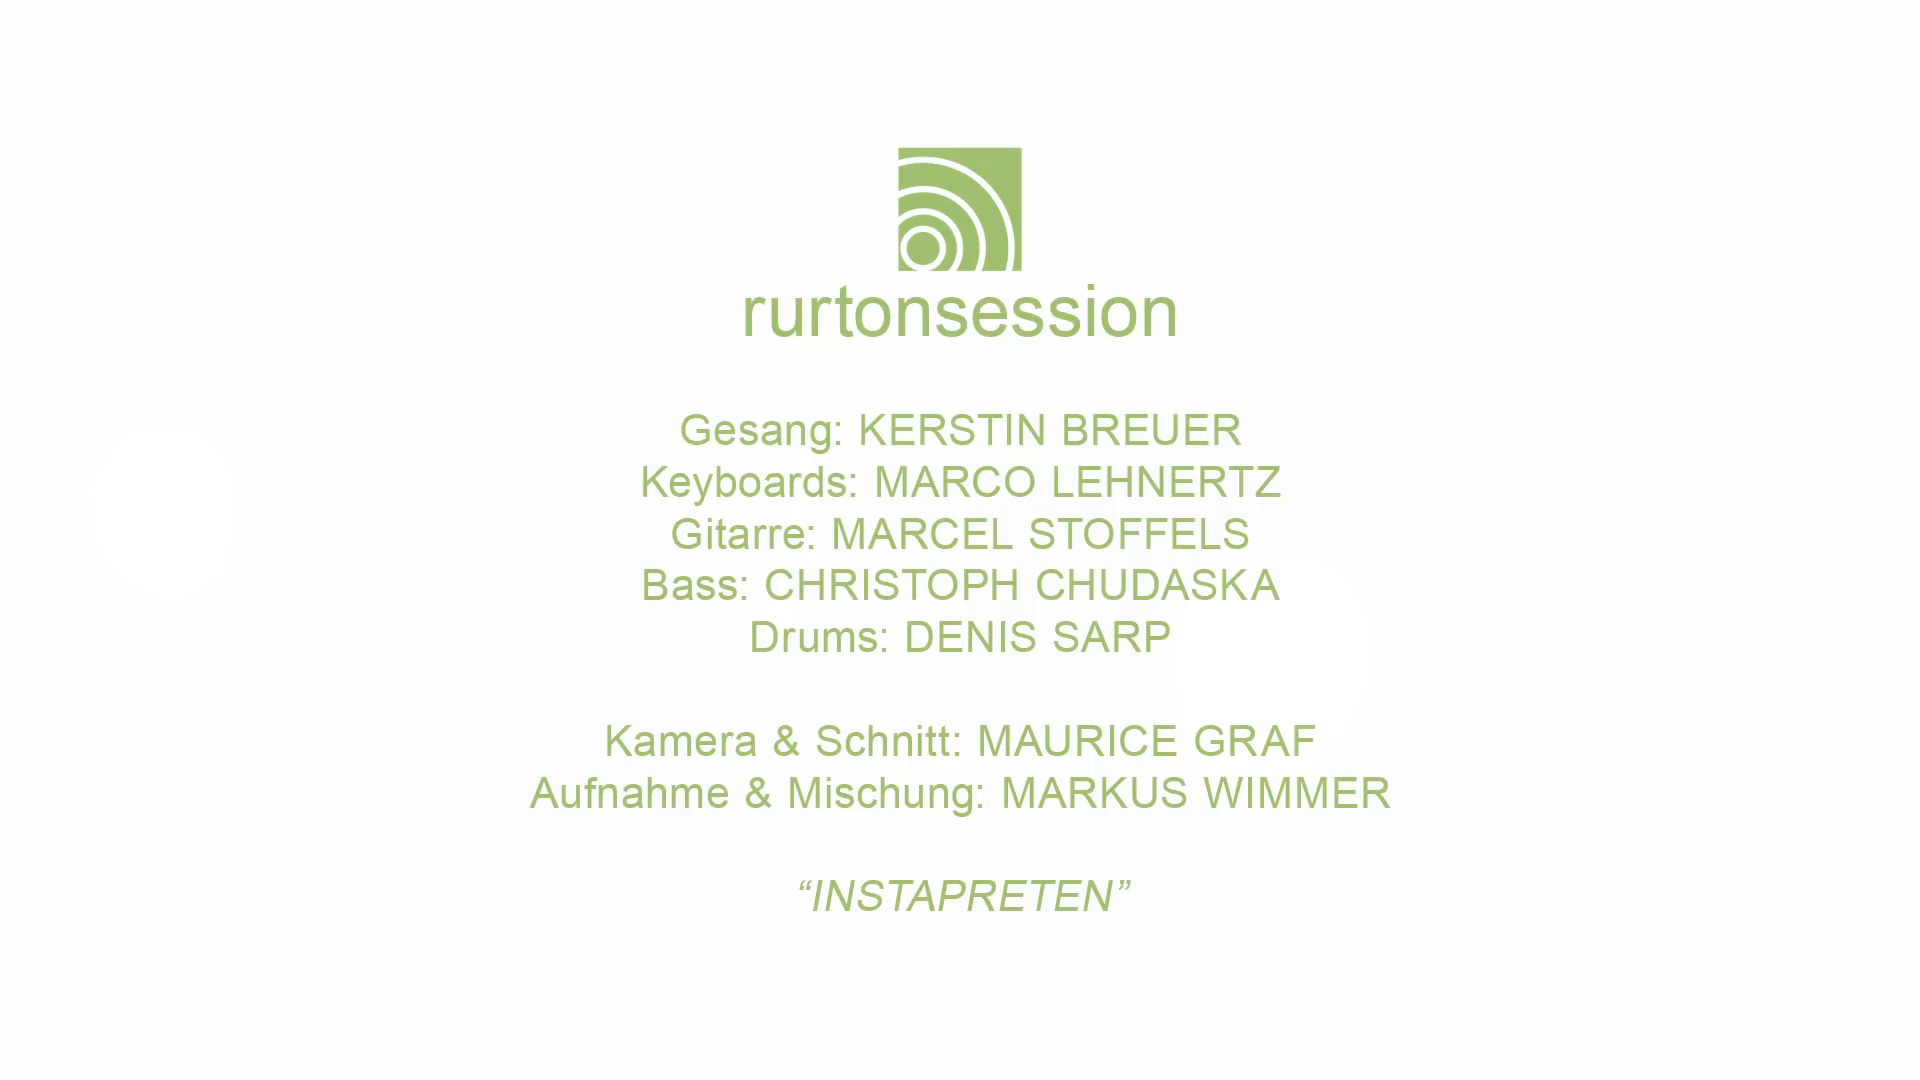 rurtonsession
Gesang: KERSTIN BREUER
Keyboards: MARCO LEHNERTZ
Gitarre: MARCEL STOFFELS
Bass: CHRISTOPH CHUDASKA
Drums: DENIS SARP
Kamera & Schnitt: MAURICE GRAF
Aufnahme & Mischung: MARKUS WIMMER
“INSTAPRETEN”